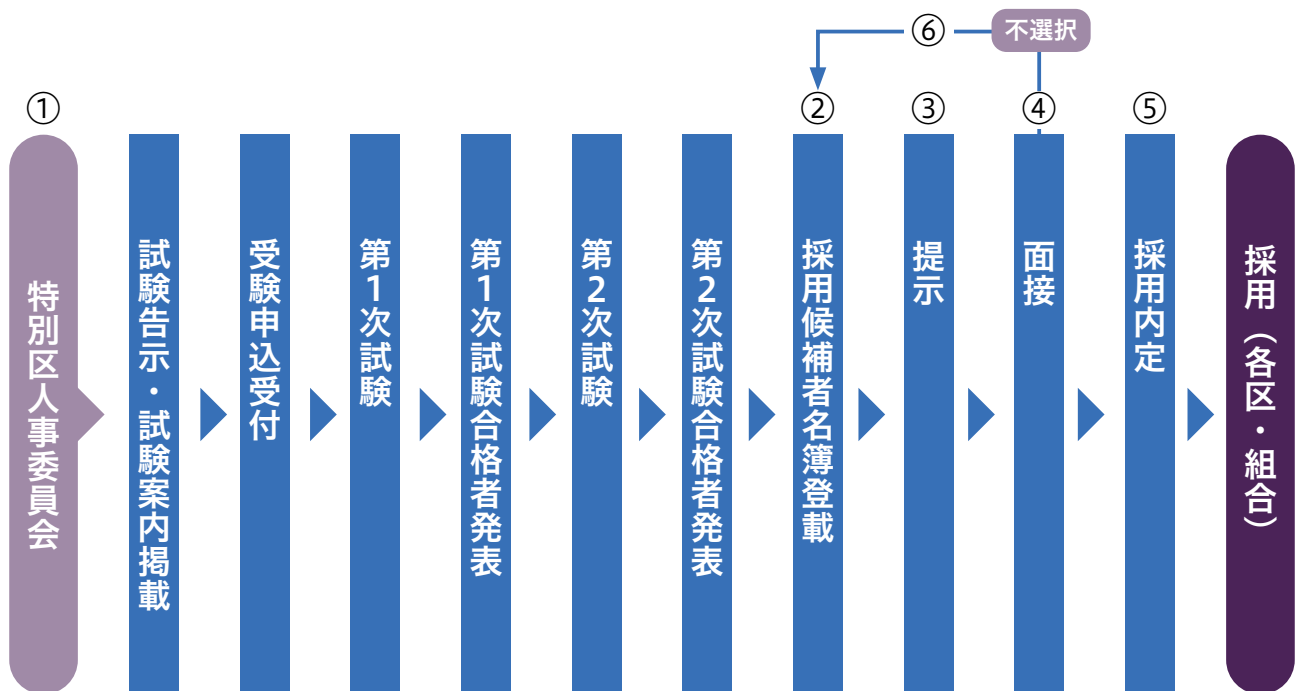 ⑥
不選択
①
②
③
④
⑤
特別区人事委員会
試験告示・試験案内掲載
受験申込受付
第1次試験
第1次試験合格者発表
第2次試験
第2次試験合格者発表
採用候補者名簿登載
提示
面接
採用内定
採用（各区・組合）